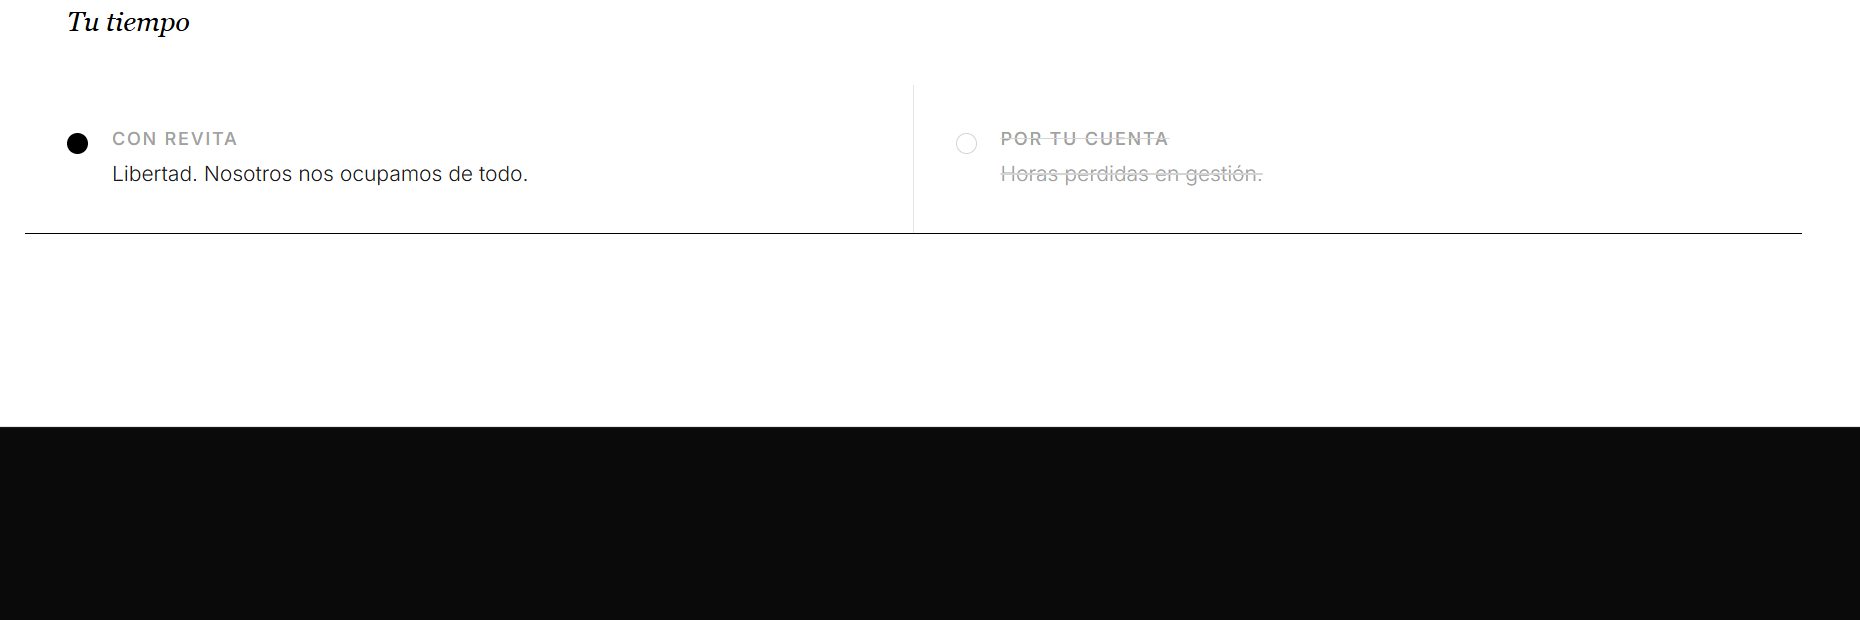 Tu tiempo
CON REVITA
Libertad. Nosotros nos ocupamos de todo.
POR TU CUENTA
Horas perdidas en gestión.